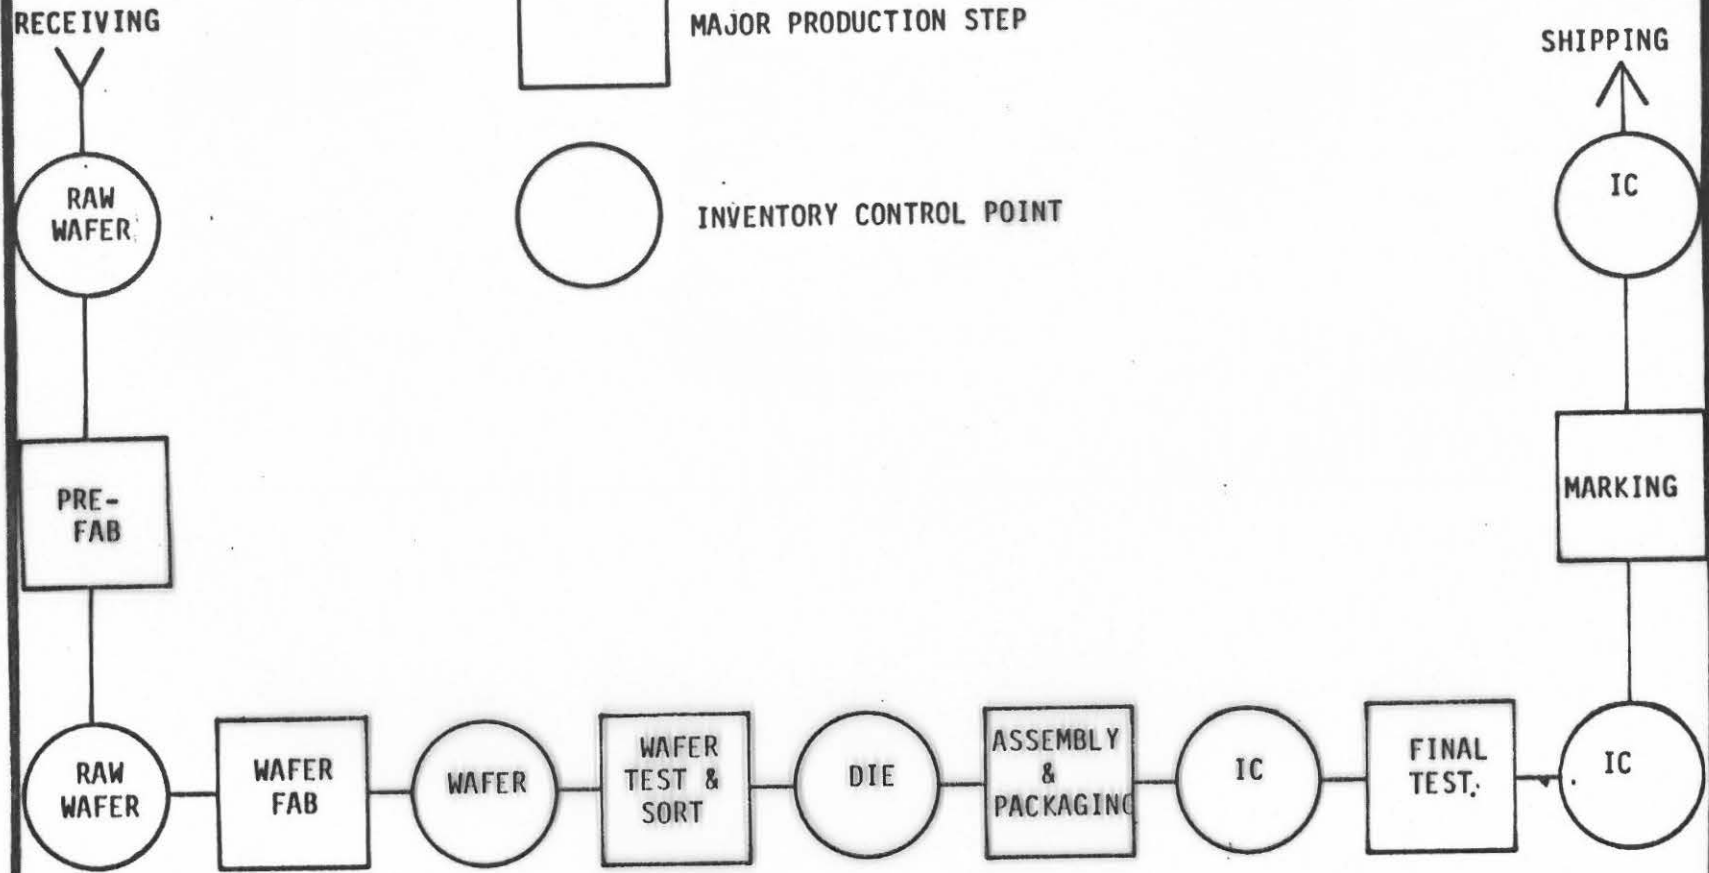 RECEIVING
MAJOR PRODUCTION STEP
SHIPPING
RAW
WAFER
INVENTORY CONTROL POINT
IC
PRE-
FAB
MARKING
RAW
WAFER
WAFER
FAB
WAFER
WAFER
TEST &
SORT
DIE
ASSEMBLY
&
PACKAGING
IC
FINAL
TEST
IC